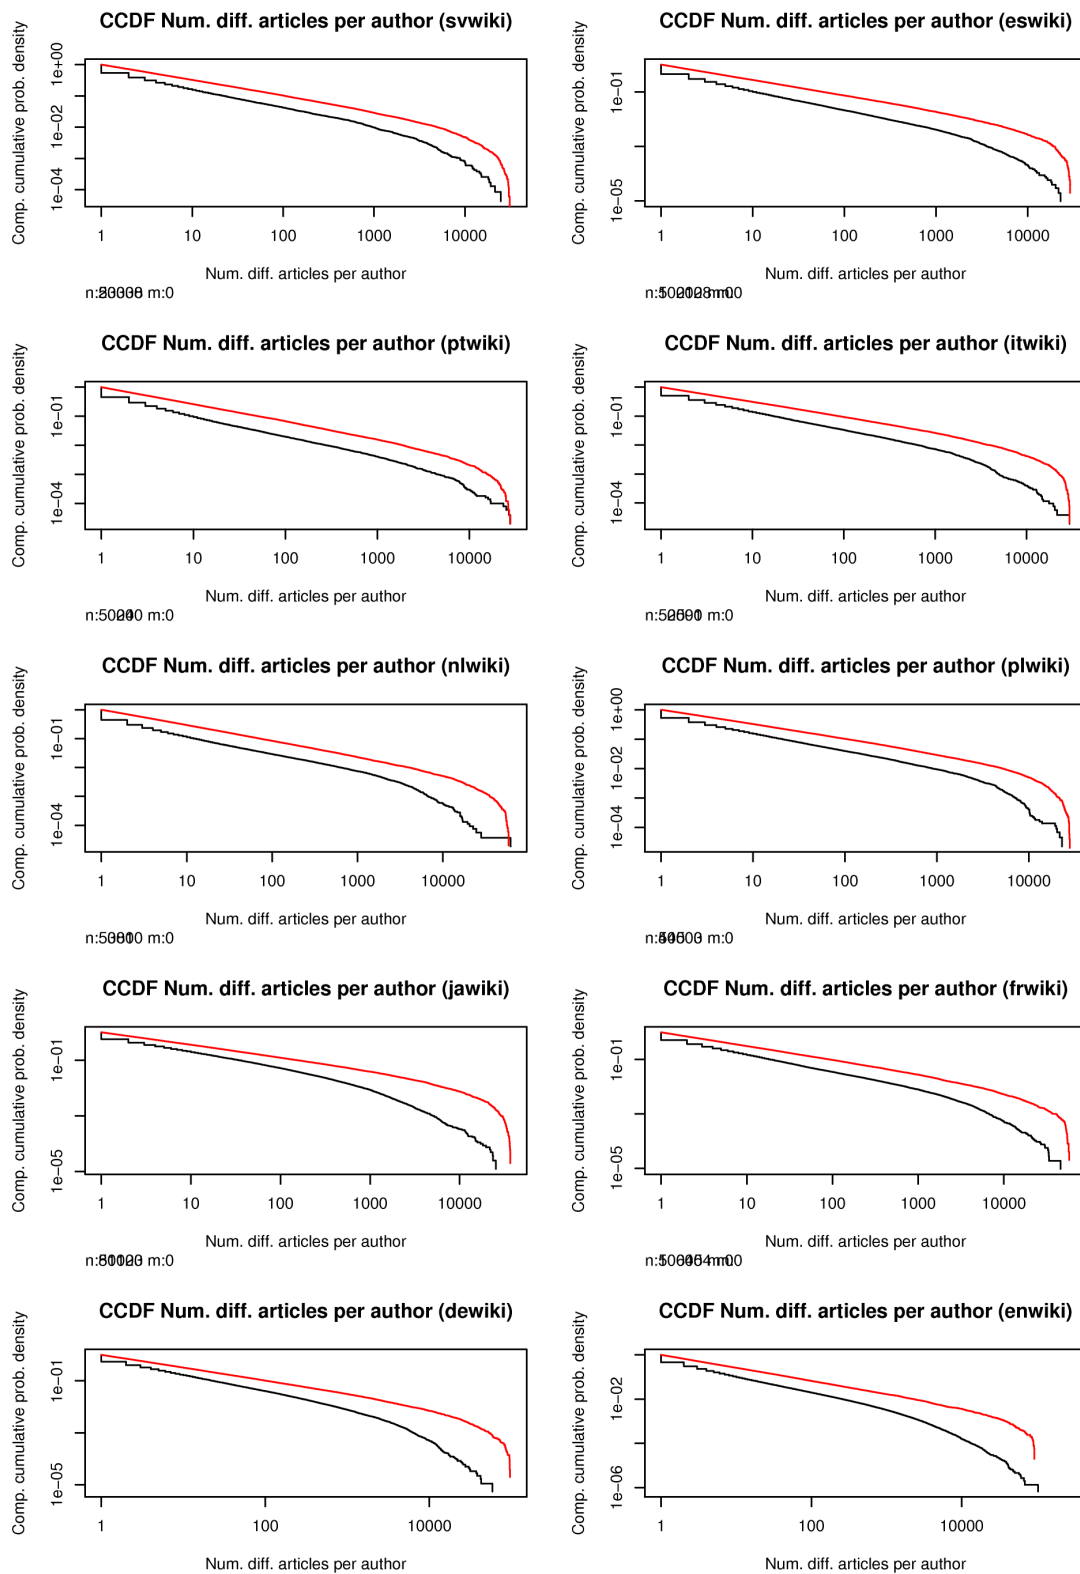 CCDF Num. diff. articles per author (svwiki)
Comp. cumulative prob. density
1e+00
1e−02
1e−04
1 10 100 1000 10000
Num. diff. articles per author
m:0
CCDF Num. diff. articles per author (eswiki)
Comp. cumulative prob. density
1e−01
1e−05
1 10 100 1000 10000
Num. diff. articles per author
CCDF Num. diff. articles per author (ptwiki)
Comp. cumulative prob. density
1e−01
1e−04
1 10 100 1000 10000
Num. diff. articles per author
m:0
CCDF Num. diff. articles per author (itwiki)
Comp. cumulative prob. density
1e−01
1e−04
1 10 100 1000 10000
Num. diff. articles per author
m:0
CCDF Num. diff. articles per author (nlwiki)
Comp. cumulative prob. density
1e−01
1e−04
1 10 100 1000 10000
Num. diff. articles per author
m:0
CCDF Num. diff. articles per author (plwiki)
Comp. cumulative prob. density
1e+00
1e−02
1e−04
1 10 100 1000 10000
Num. diff. articles per author
m:0
CCDF Num. diff. articles per author (jawiki)
Comp. cumulative prob. density
1e−01
1e−05
1 10 100 1000 10000
Num. diff. articles per author
m:0
CCDF Num. diff. articles per author (frwiki)
Comp. cumulative prob. density
1e−01
1e−05
1 10 100 1000 10000
Num. diff. articles per author
CCDF Num. diff. articles per author (dewiki)
Comp. cumulative prob. density
1e−01
1e−05
1 100 10000
Num. diff. articles per author
CCDF Num. diff. articles per author (enwiki)
Comp. cumulative prob. density
1e−02
1e−06
1 100 10000
Num. diff. articles per author